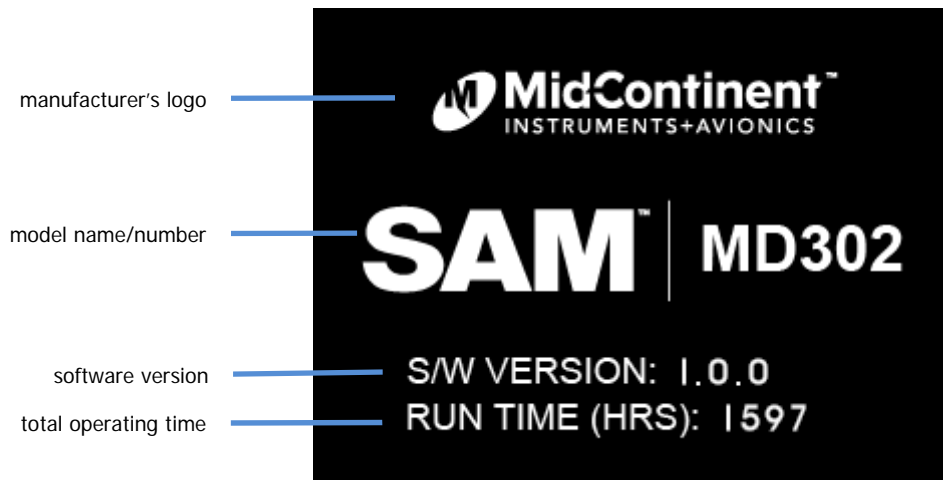 manufacturer's logo
MidContinent™
INSTRUMENTS+AVIONICS
model name/number
SAM™ | MD302
software version
S/W VERSION: 1.0.0
total operating time
RUN TIME (HRS): 1597